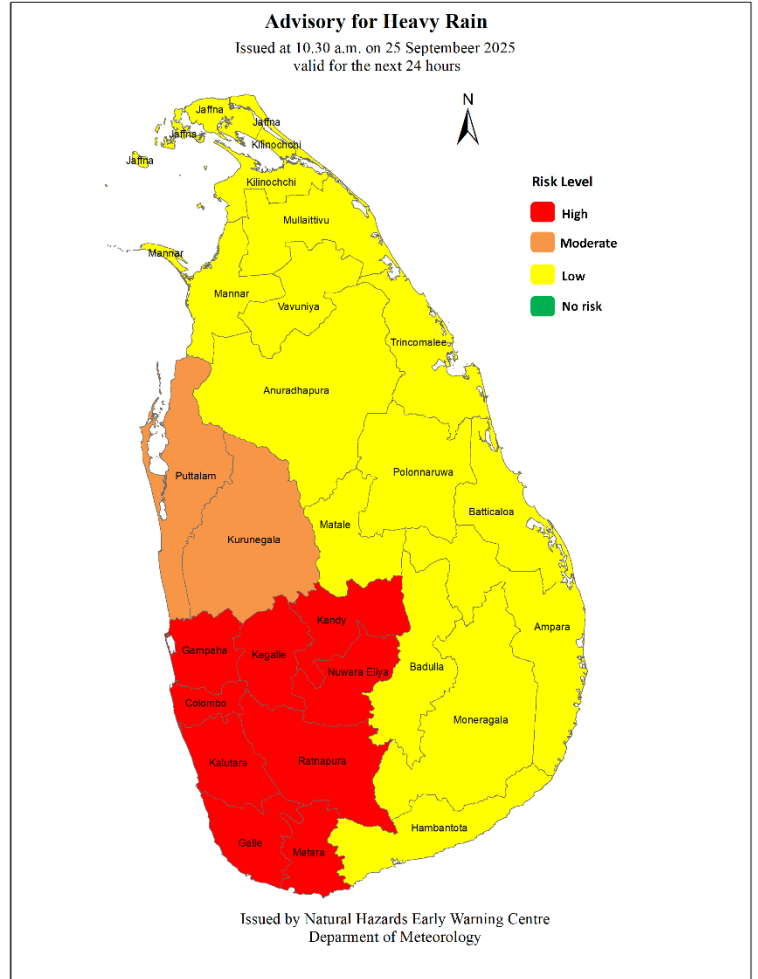 Advisory for Heavy Rain
Issued at 10.30 a.m. on 25 Septembeer 2025
valid for the next 24 hours
N
Jaffna
Jaffna
Jaffna
Kilinochchi
Jaffna
Kilinochchi
Mullaittivu
Mannar
Mannar
Vavuniya
Trincomalee
Anuradhapura
Puttalam
Polonnaruwa
Kurunegala
Matale
Batticaloa
Kandy
Ampara
Gampaha
Kegalle
Nuwara Eliya
Badulla
Colombo
Moneragala
Kalutara
Ratnapura
Hambantota
Galle
Matara
Risk Level
High
Moderate
Low
No risk
Issued by Natural Hazards Early Warning Centre
Deparment of Meteorology